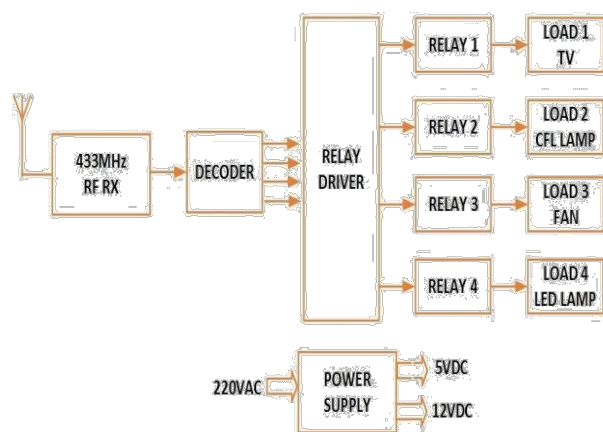 433MHz
RF RX
DECODER
RELAY
DRIVER
RELAY 1
LOAD 1
TV
RELAY 2
LOAD 2
CFL LAMP
RELAY 3
LOAD 3
FAN
RELAY 4
LOAD 4
LED LAMP
220VAC
POWER
SUPPLY
5VDC
12VDC